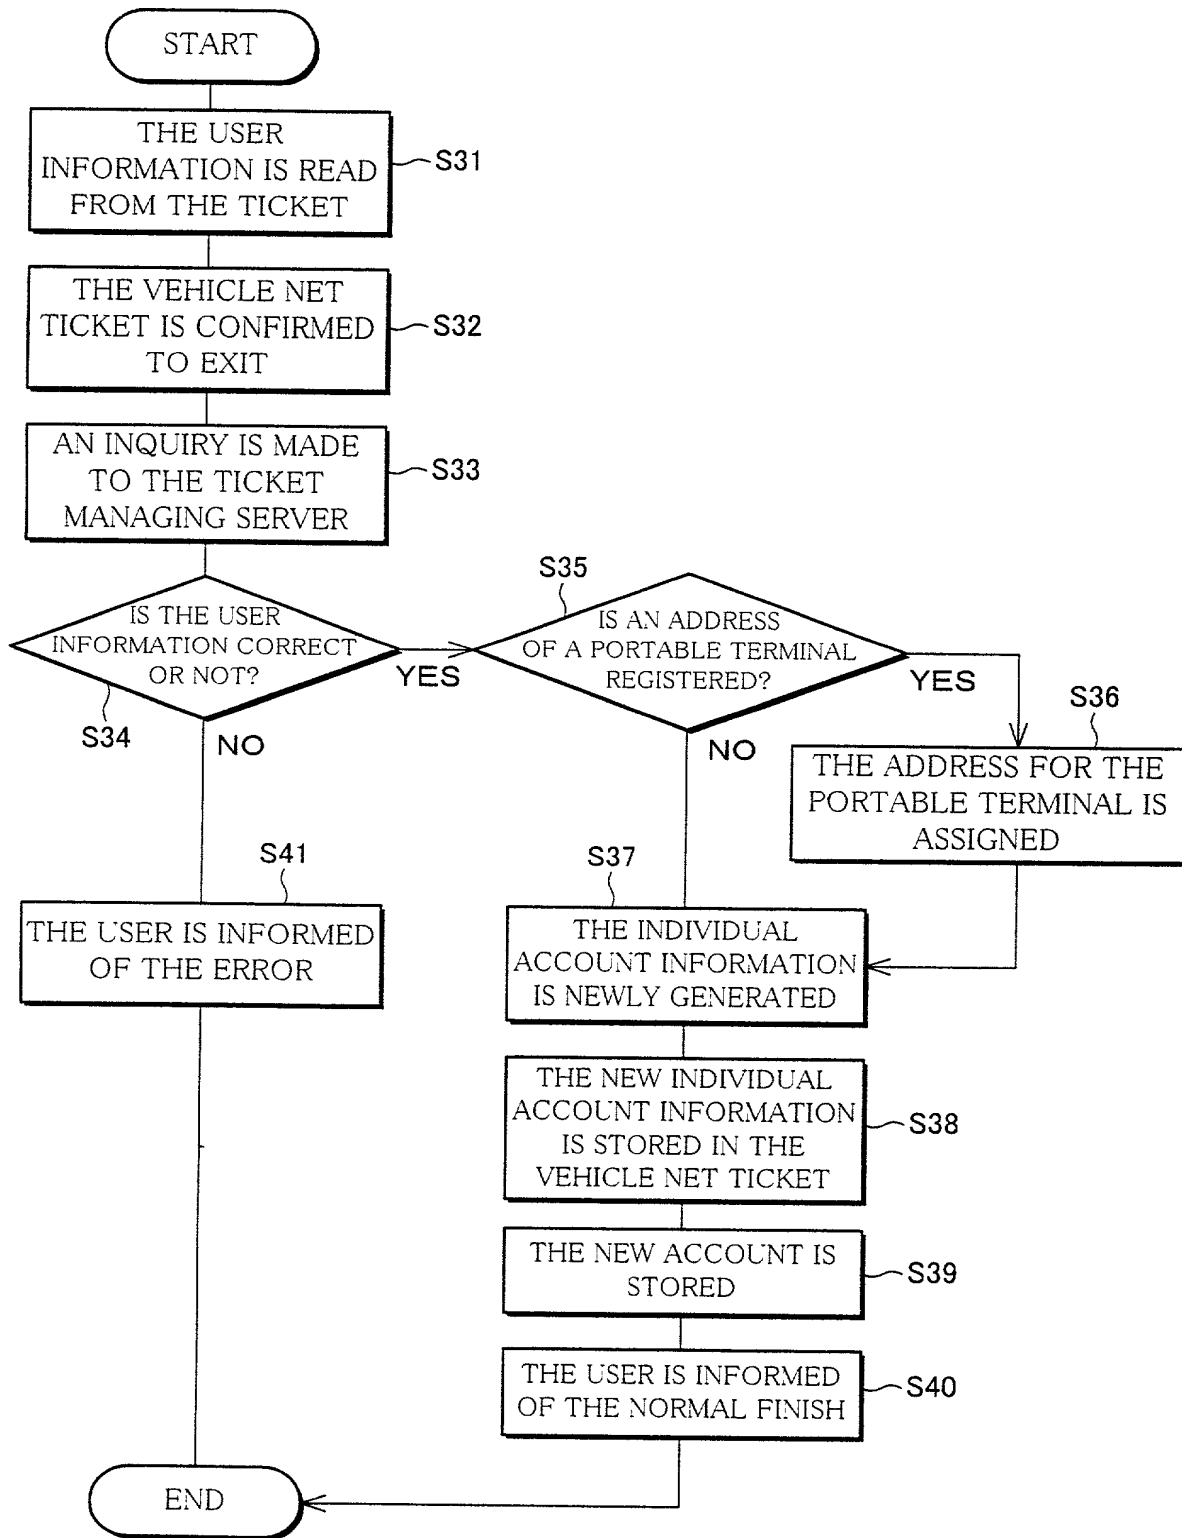 START
THE USER
INFORMATION IS READ
FROM THE TICKET
S31
THE VEHICLE NET
TICKET IS CONFIRMED
TO EXIT
S32
AN INQUIRY IS MADE
TO THE TICKET
MANAGING SERVER
S33
IS THE USER
INFORMATION CORRECT
OR NOT?
S34
YES
NO
S35
IS AN ADDRESS
OF A PORTABLE TERMINAL
REGISTERED?
YES
NO
S36
THE ADDRESS FOR THE
PORTABLE TERMINAL IS
ASSIGNED
S41
THE USER IS INFORMED
OF THE ERROR
S37
THE INDIVIDUAL
ACCOUNT INFORMATION
IS NEWLY GENERATED
THE NEW INDIVIDUAL
ACCOUNT INFORMATION
IS STORED IN THE
VEHICLE NET TICKET
S38
THE NEW ACCOUNT IS
STORED
S39
THE USER IS INFORMED
OF THE NORMAL FINISH
S40
END